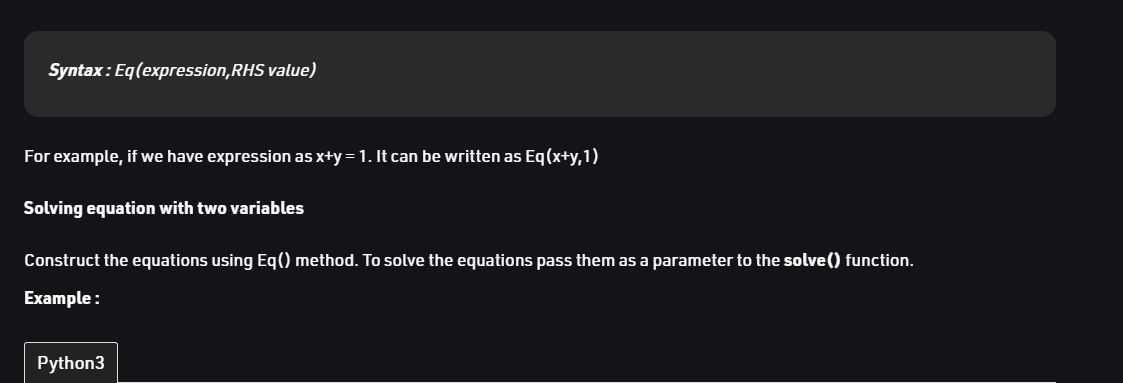 Syntax : Eq(expression,RHS value)
For example, if we have expression as x+y = 1. It can be written as Eq(x+y,1)
Solving equation with two variables
Construct the equations using Eq() method. To solve the equations pass them as a parameter to the solve() function.
Example :
Python3